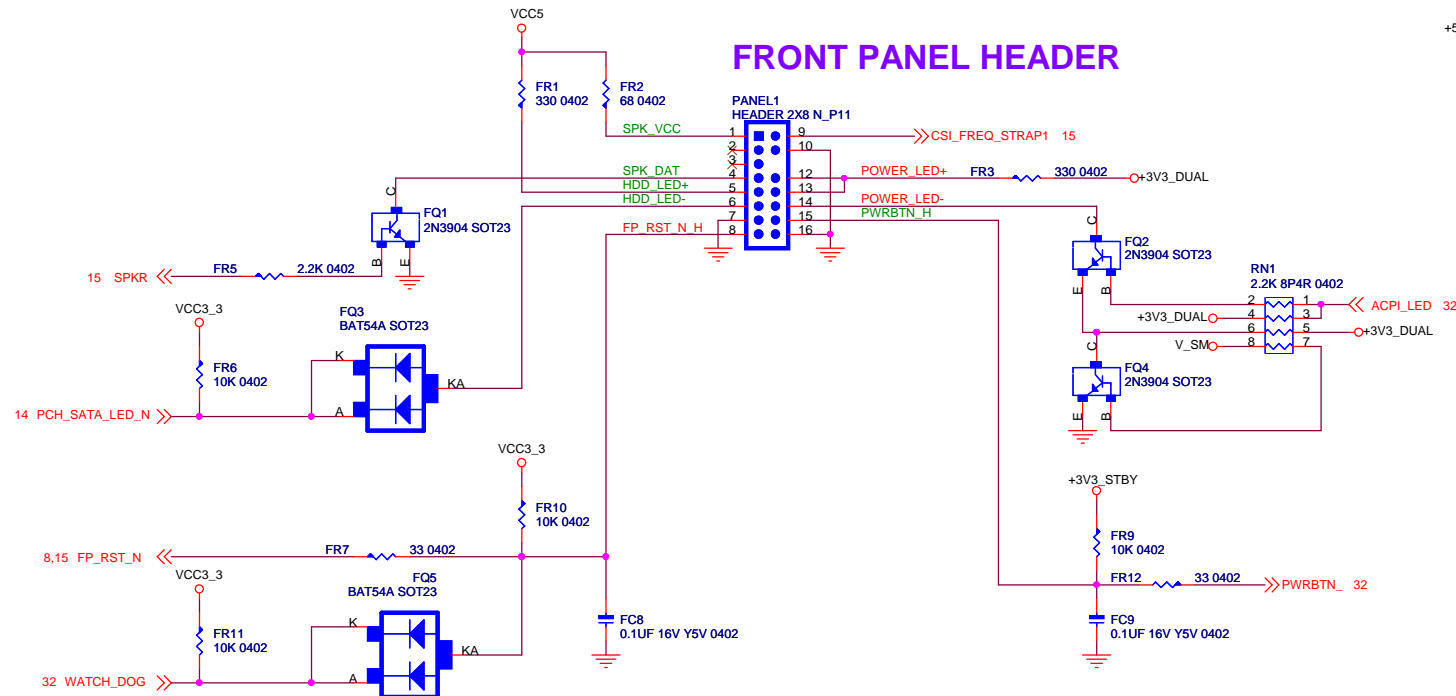 VCC5
+5
FRONT PANEL HEADER
FR1
330 0402
FR2
68 0402
PANEL1
HEADER 2X8 N_P11
SPK_VCC
1
9
CSI_FREQ_STRAP1 15
2
10
3
SPK_DAT
4
12
POWER_LED+
FR3
330 0402
+3V3_DUAL
HDD_LED+
5
13
HDD_LED-
6
14
POWER_LED-
7
15
PWRBTN_H
FP_RST_N_H
8
16
C
FQ1
2N3904 SOT23
B
E
15 SPKR
FR5
2.2K 0402
C
FQ2
2N3904 SOT23
E
B
RN1
2.2K 8P4R 0402
2
1
ACPI_LED 32
+3V3_DUAL
4
3
6
5
+3V3_DUAL
V_SM
8
7
C
FQ4
2N3904 SOT23
E
B
VCC3_3
FQ3
BAT54A SOT23
FR6
10K 0402
K
KA
A
14 PCH_SATA_LED_N
VCC3_3
FR10
10K 0402
+3V3_STBY
FR9
10K 0402
8,15 FP_RST_N
FR7
33 0402
FR12
33 0402
PWRBTN_ 32
VCC3_3
FQ5
BAT54A SOT23
FR11
10K 0402
K
KA
A
32 WATCH_DOG
FC8
0.1UF 16V Y5V 0402
FC9
0.1UF 16V Y5V 0402